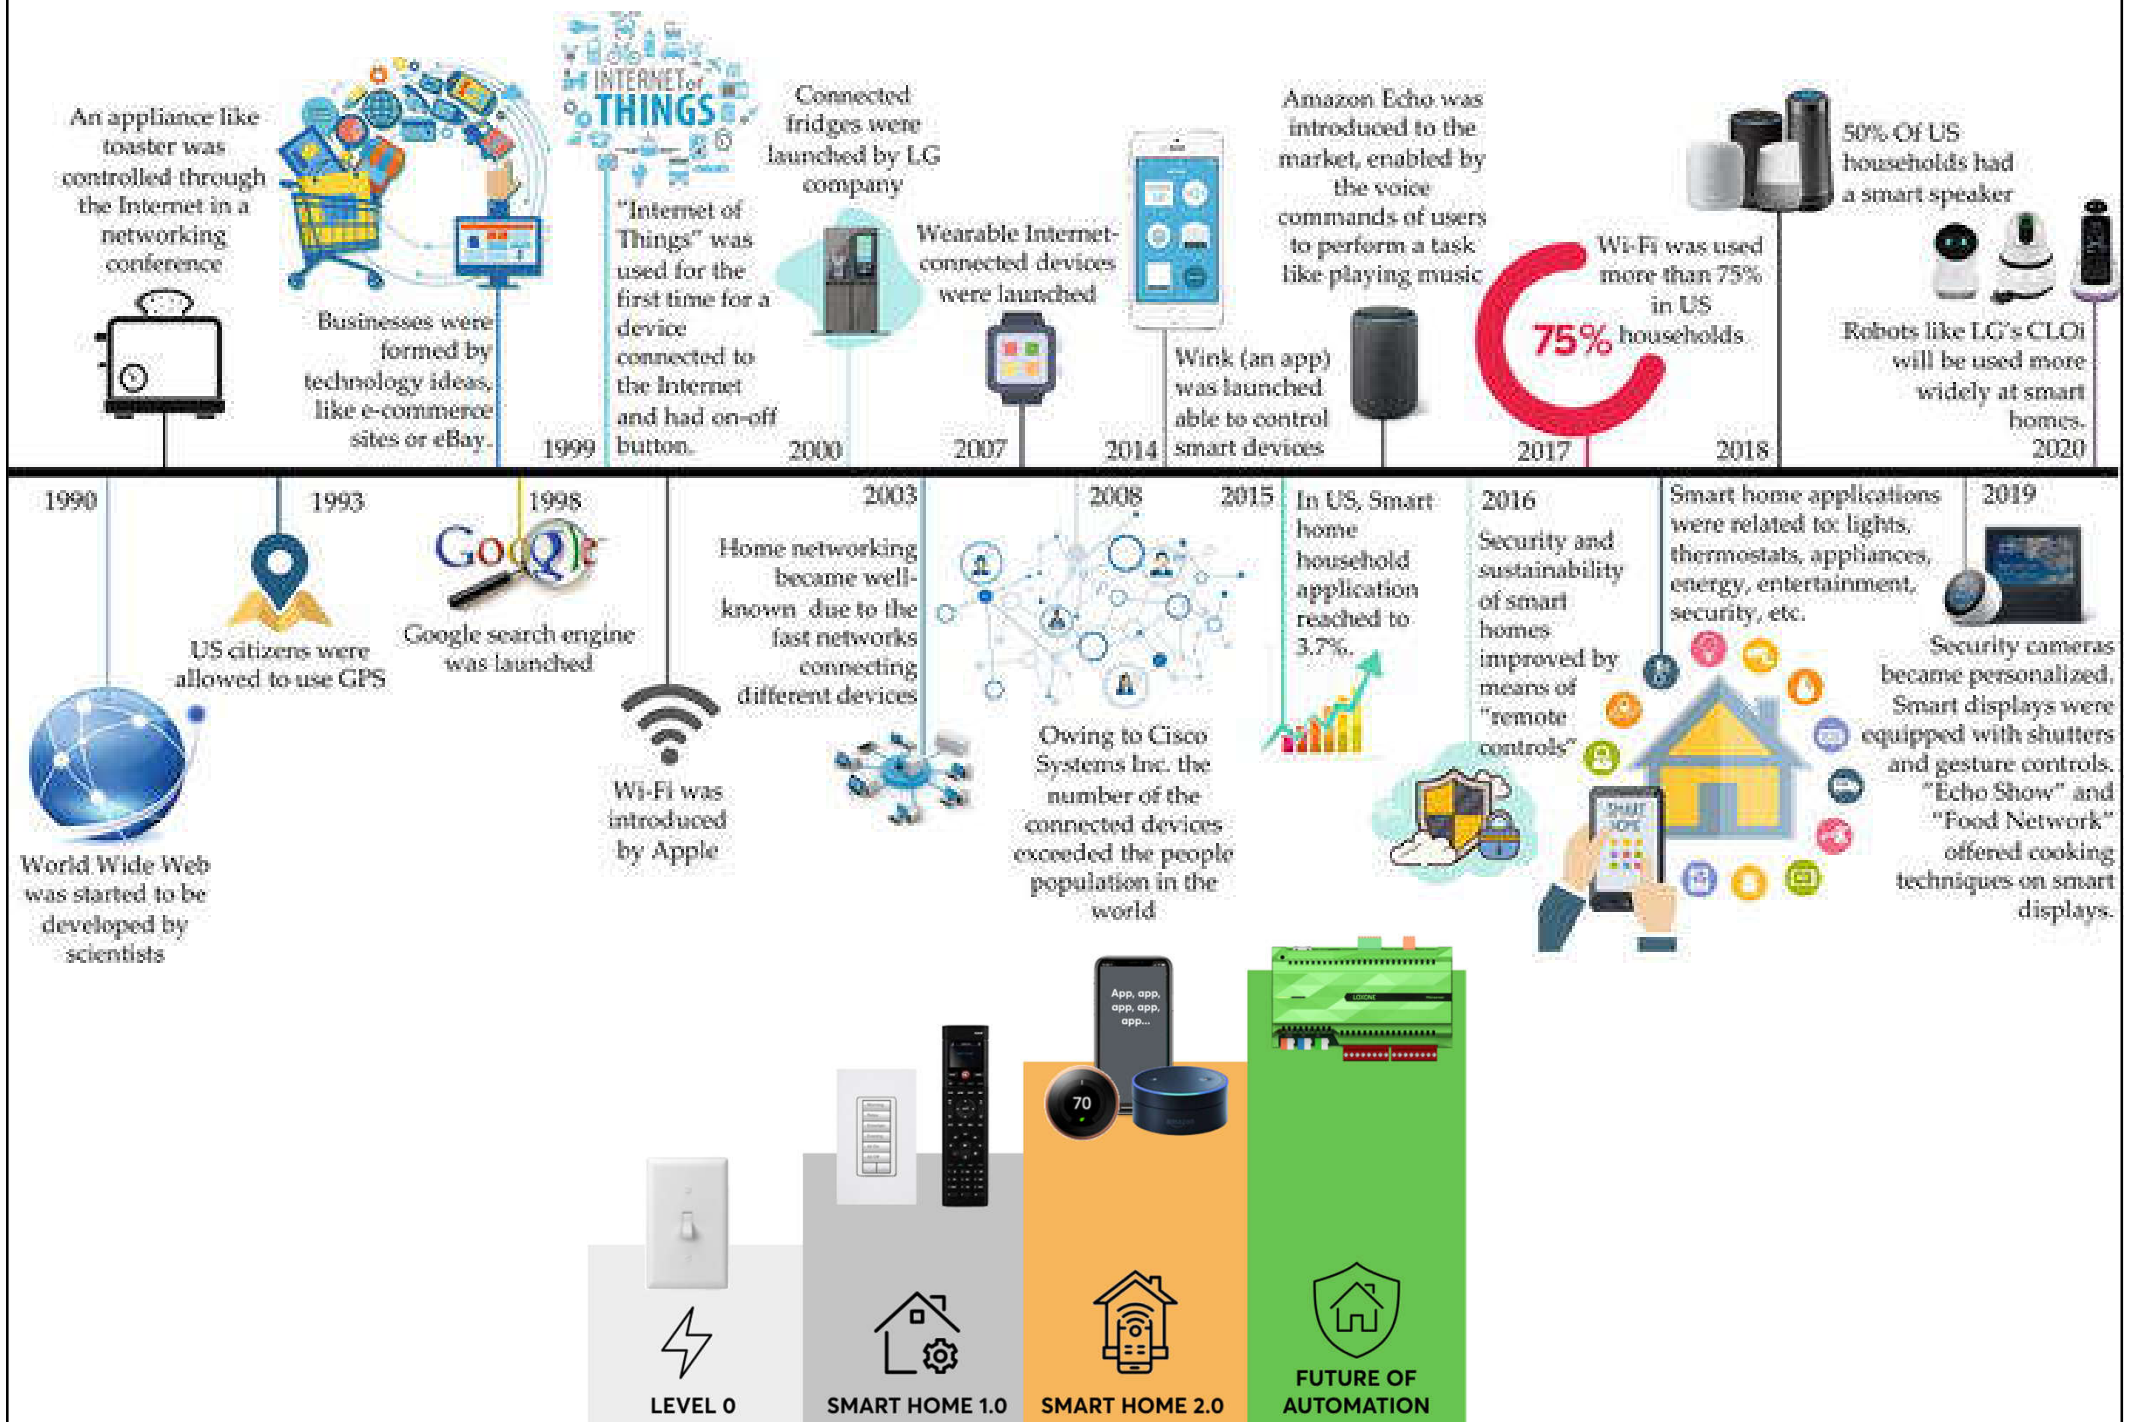 An appliance like
toaster was
controlled through
the Internet in a
networking
conference
Businesses were
formed by
technology ideas,
like e-commerce
sites or eBay.
INTERNET of
THINGS
"Internet of
Things" was
used for the
first time for a
device
connected to
the Internet
and had on-off
button.
1999
Connected
fridges were
launched by LG
company
2000
Wearable Internet-
connected devices
were launched
2007
2014
Wink (an app)
was launched
able to control
smart devices
Amazon Echo was
introduced to the
market, enabled by
the voice
commands of users
to perform a task
like playing music
75%
Wi-Fi was used
more than 75%
in US
households
2017
50% Of US
households had
a smart speaker
2018
Robots like LG's CLOi
will be used more
widely at smart
homes.
2020
1990
World Wide Web
was started to be
developed by
scientists
1993
US citizens were
allowed to use GPS
1998
Google
Google search engine
was launched
Wi-Fi was
introduced
by Apple
2003
Home networking
became well-
known due to the
fast networks
connecting
different devices
2008
Owing to Cisco
Systems Inc. the
number of the
connected devices
exceeded the people
population in the
world
2015
In US, Smart
home
household
application
reached to
3.7%.
2016
Security and
sustainability
of smart
homes
improved by
means of
"remote
controls"
Smart home applications
were related to: lights,
thermostats, appliances,
energy, entertainment,
security, etc.
SMART
HOME
2019
Security cameras
became personalized.
Smart displays were
equipped with shutters
and gesture controls.
"Echo Show" and
"Food Network"
offered cooking
techniques on smart
displays.
App, app,
app, app,
app...
70
LOXONE
LEVEL 0
SMART HOME 1.0
SMART HOME 2.0
FUTURE OF
AUTOMATION